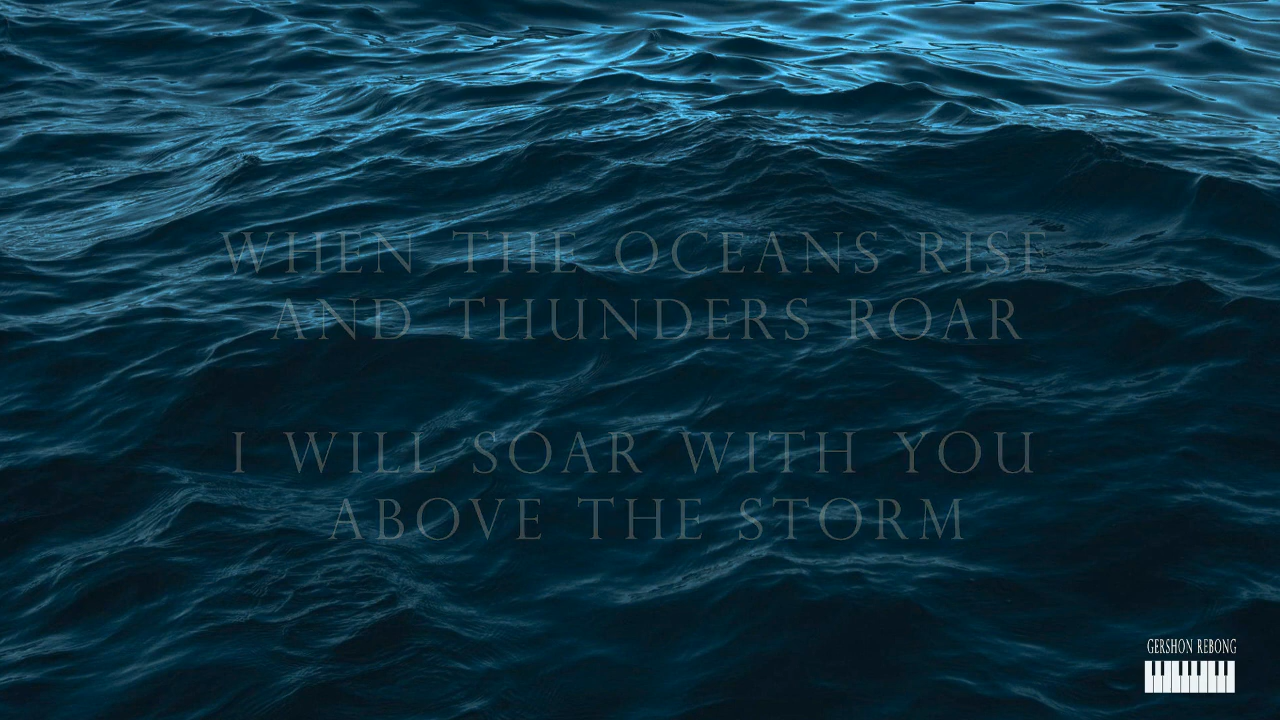 WHEN THE OCEANS RISE
AND THUNDERS ROAR
I WILL SOAR WITH YOU
ABOVE THE STORM
GERSHON REBONG